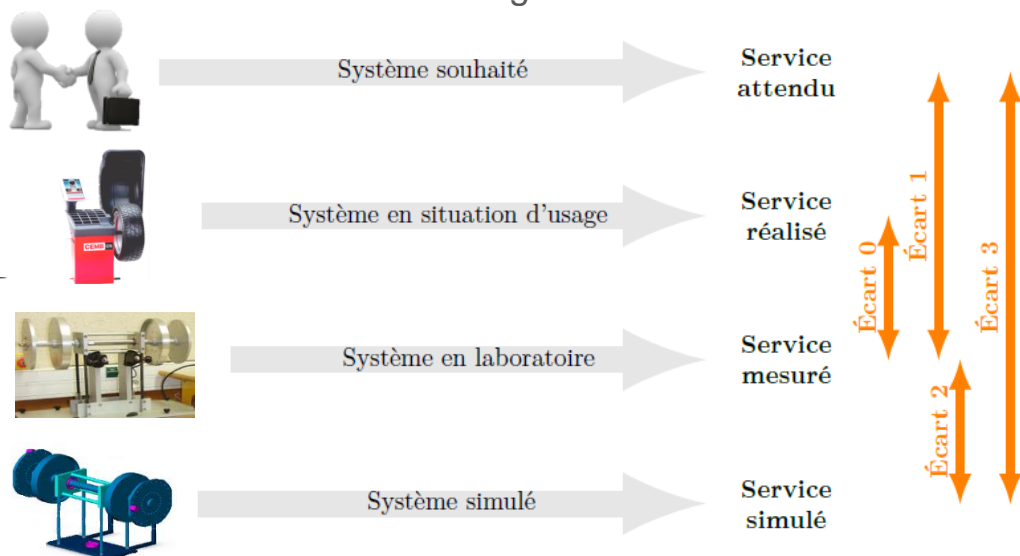 Système souhaité
Service
attendu
Système en situation d'usage
Service
réalisé
CEMB
Système en laboratoire
Service
mesuré
Système simulé
Service
simulé
Écart 0
Écart 1
Écart 2
Écart 3